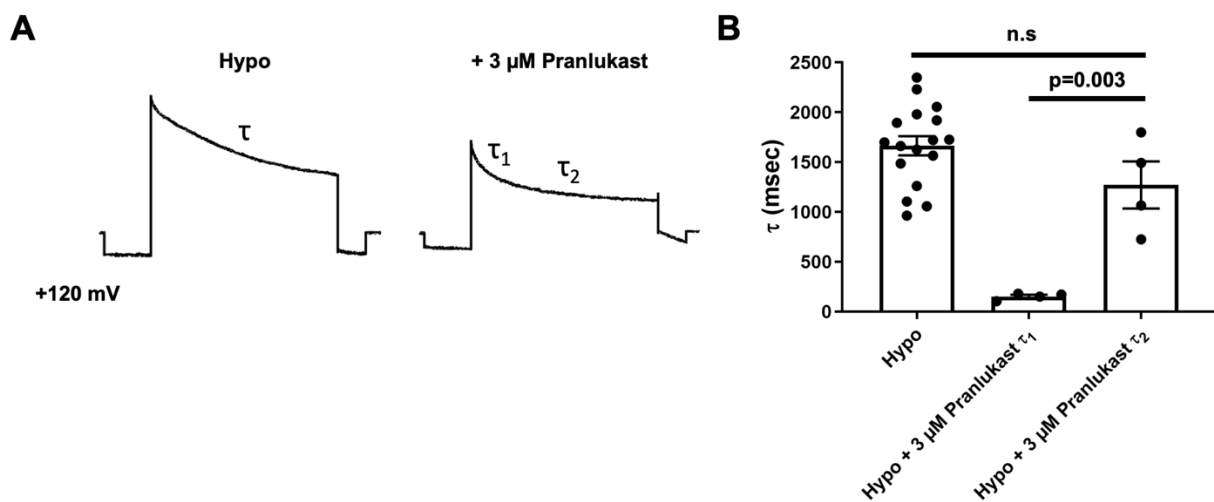 A
Hypo
+ 3 µM Pranlukast
τ
τ1
τ2
+120 mV
B
n.s
p=0.003
2500
2000
1500
1000
500
0
τ (msec)
Hypo
Hypo + 3 µM Pranlukast τ1
Hypo + 3 µM Pranlukast τ2